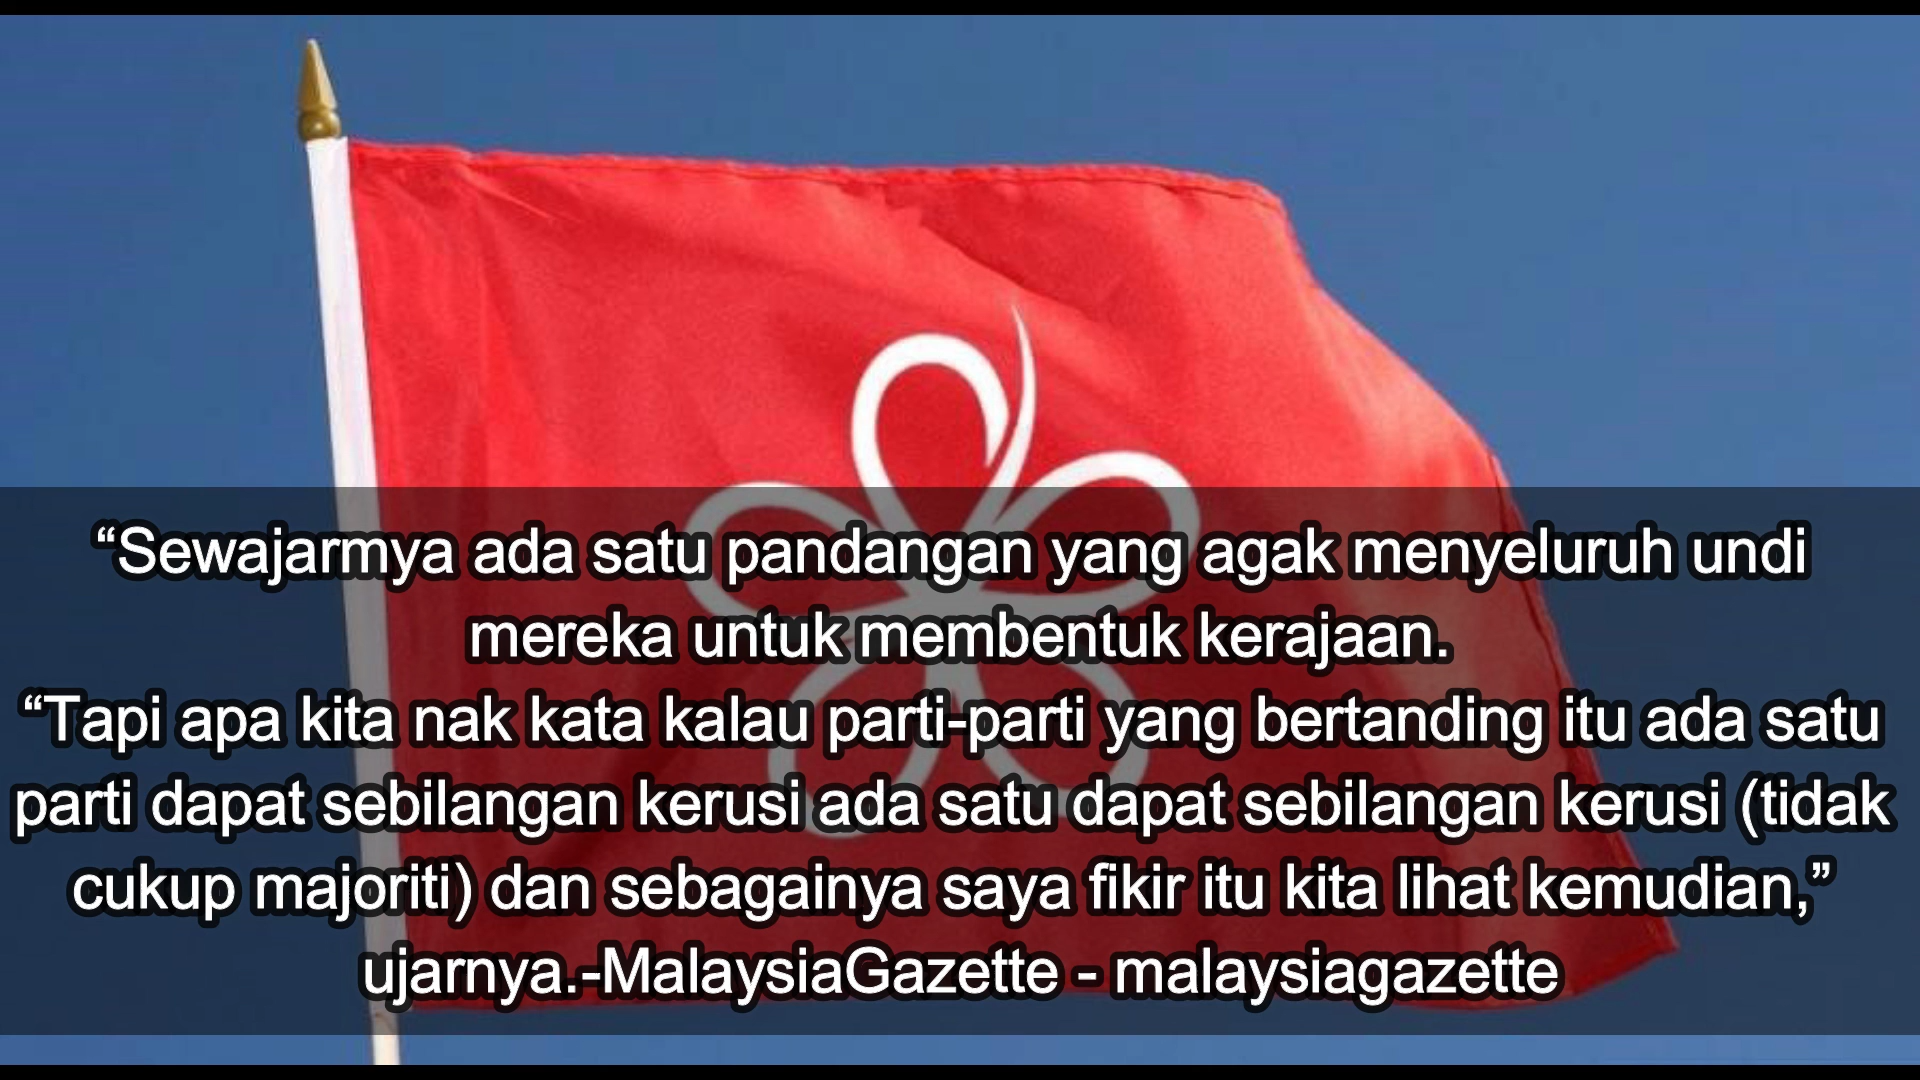 “Sewajarmya ada satu pandangan yang agak menyeluruh undi
mereka untuk membentuk kerajaan.
“Tapi apa kita nak kata kalau parti-parti yang bertanding itu ada satu
parti dapat sebilangan kerusi ada satu dapat sebilangan kerusi (tidak
cukup majoriti) dan sebagainya saya fikir itu kita lihat kemudian,”
ujarnya.-MalaysiaGazette - malaysiagazette